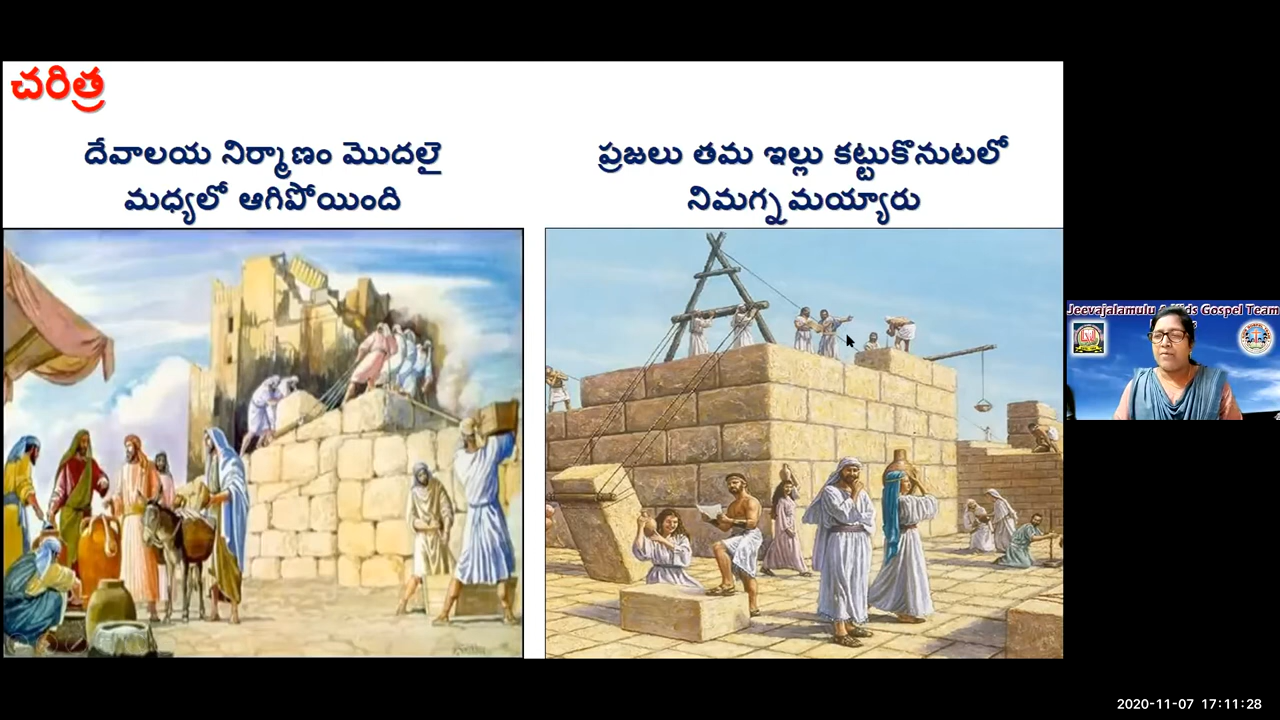 చరిత్ర
దేవాలయ నిర్మాణం మొదలై
మధ్యలో ఆగిపోయింది
ప్రజలు తమ ఇల్లు కట్టుకొనుటలో
నిమగ్నమయ్యారు
Jeevajalamulu Kids Gospel Team
2020-11-07 17:11:28